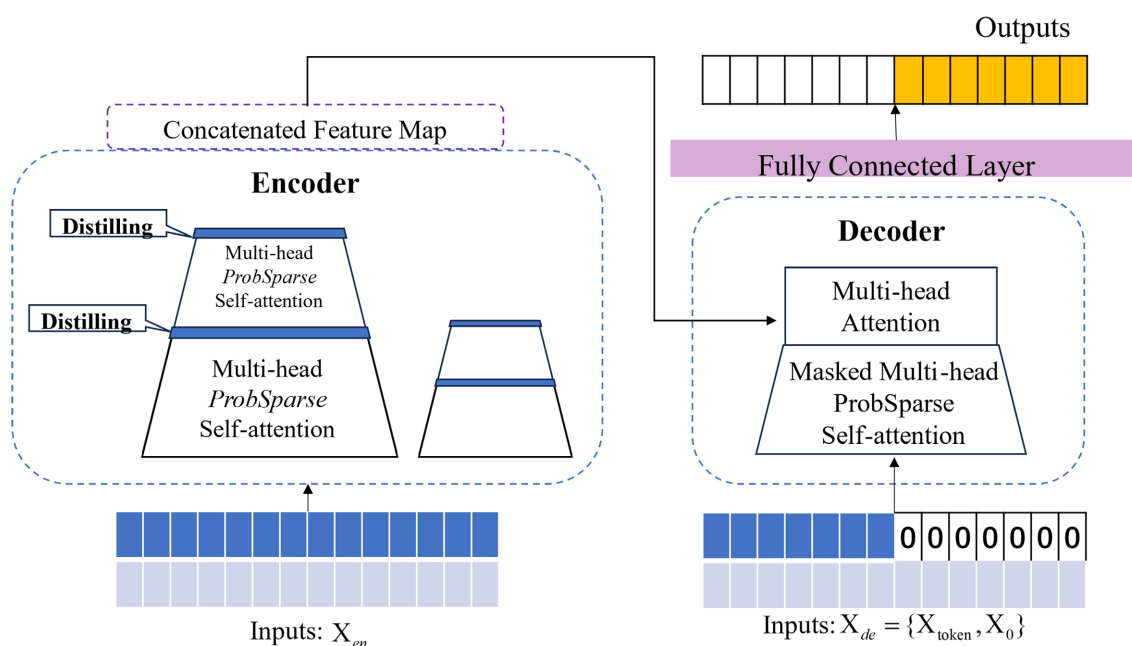 Outputs
Concatenated Feature Map
Fully Connected Layer
Encoder
Distilling
Multi-head
ProbSparse
Self-attention
Distilling
Multi-head
ProbSparse
Self-attention
Decoder
Multi-head
Attention
Masked Multi-head
ProbSparse
Self-attention
0 0 0 0 0 0 0
Inputs: X_en
Inputs: X_de = {X_token, X_0}